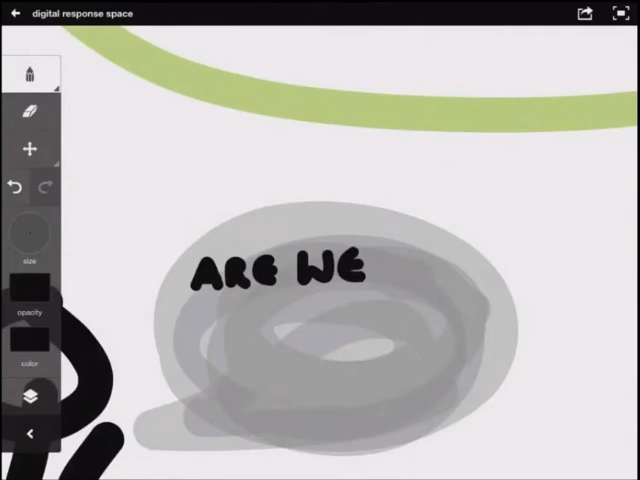 digital response space
size
opacity
color
ARE WE